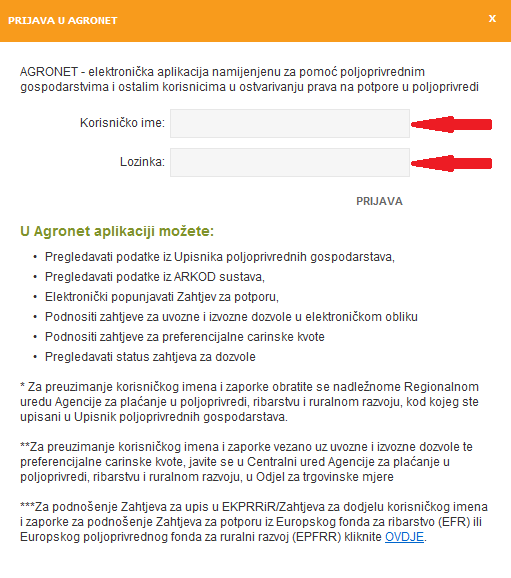 PRIJAVA U AGRONET
x
AGRONET - elektronička aplikacija namijenjenu za pomoć poljoprivrednim
gospodarstvima i ostalim korisnicima u ostvarivanju prava na potpore u poljoprivredi
Korisničko ime:
Lozinka:
PRIJAVA
U Agronet aplikaciji možete:
• Pregledavati podatke iz Upisnika poljoprivrednih gospodarstava,
• Pregledavati podatke iz ARKOD sustava,
• Elektronički popunjavati Zahtjev za potporu,
• Podnositi zahtjeve za uvozne i izvozne dozvole u elektroničkom obliku
• Podnositi zahtjeve za preferencijalne carinske kvote
• Pregledavati status zahtjeva za dozvole
* Za preuzimanje korisničkog imena i zaporke obratite se nadležnome Regionalnom
uredu Agencije za plaćanje u poljoprivredi, ribarstvu i ruralnom razvoju, kod kojeg ste
upisani u Upisnik poljoprivrednih gospodarstava.
**Za preuzimanje korisničkog imena i zaporke vezano uz uvozne i izvozne dozvole te
preferencijalne carinske kvote, javite se u Centralni ured Agencije za plaćanje u
poljoprivredi, ribarstvu i ruralnom razvoju, u Odjel za trgovinske mjere
***Za podnošenje Zahtjeva za upis u EKPRRiR/Zahtjeva za dodjelu korisničkog imena
i zaporke za podnošenje Zahtjeva za potporu iz Europskog fonda za ribarstvo (EFR) ili
Europskog poljoprivrednog fonda za ruralni razvoj (EPFRR) kliknite OVDJE.